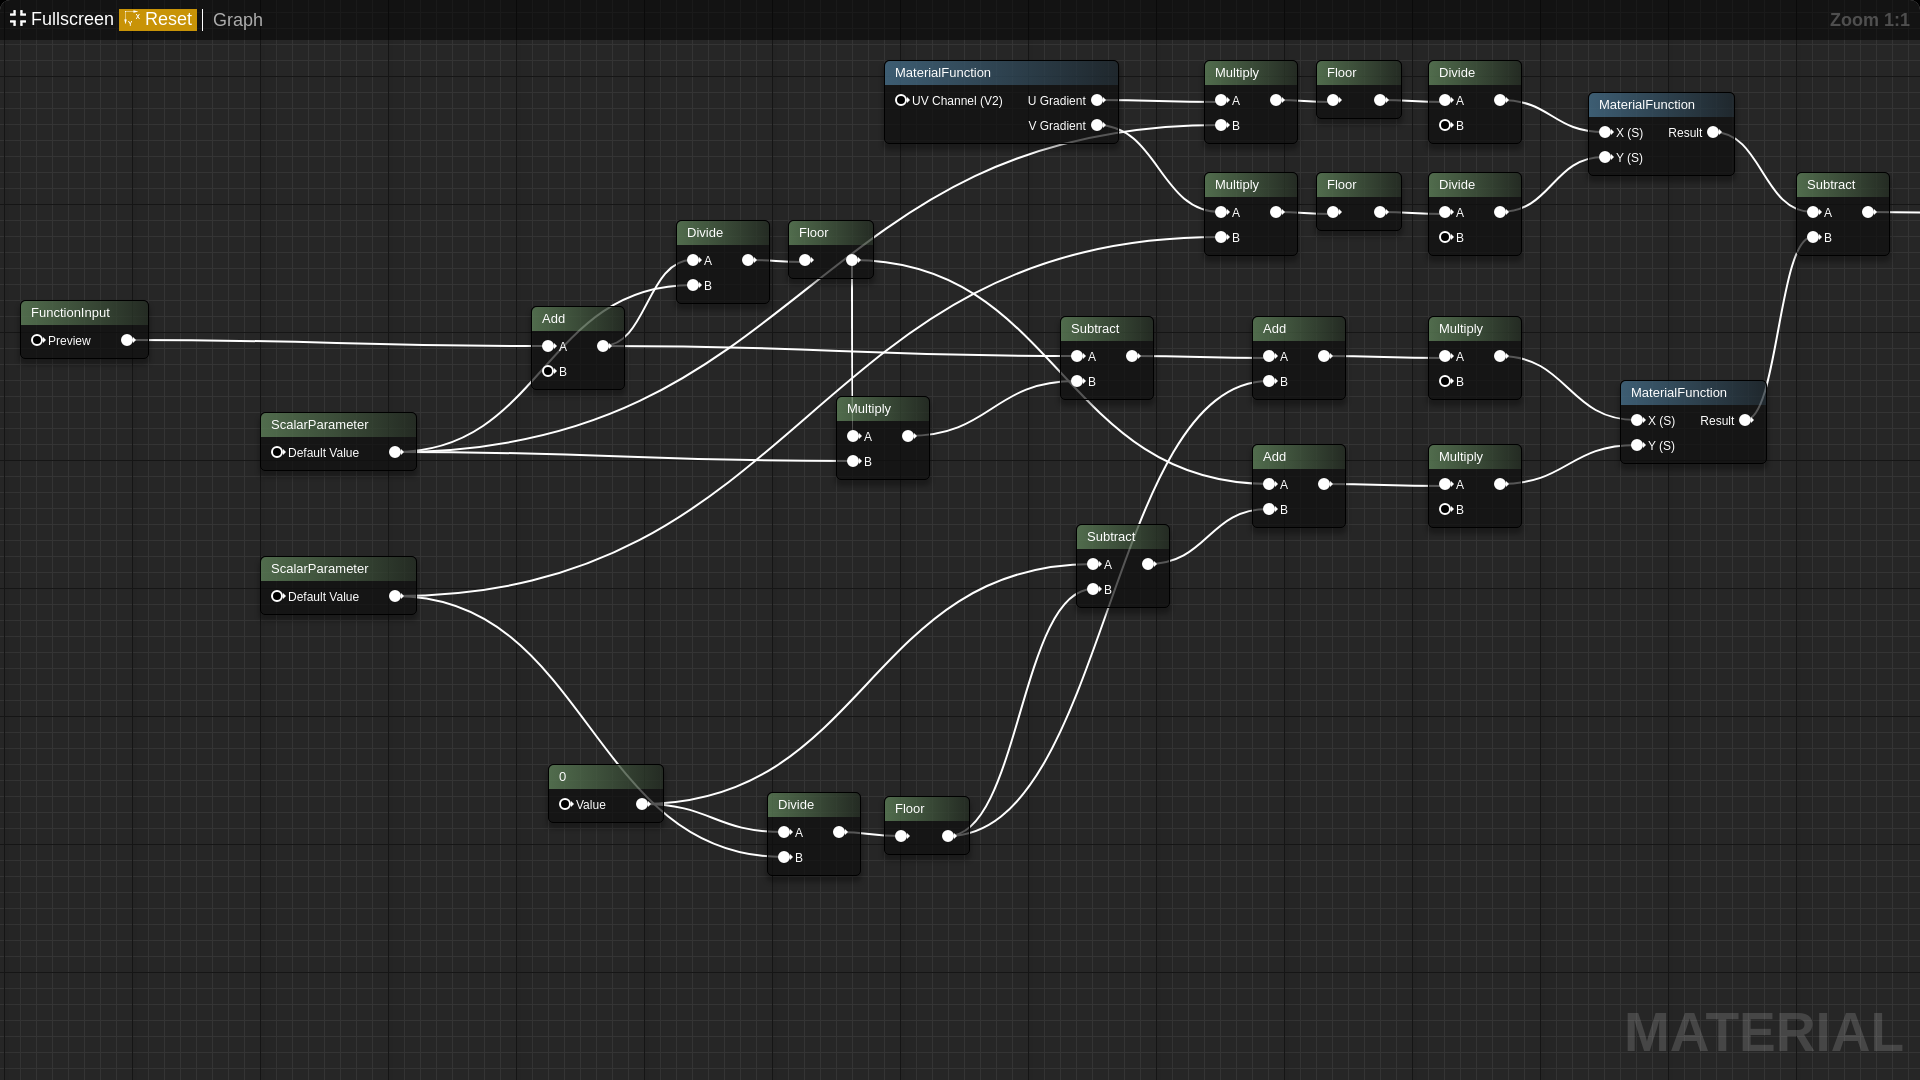 Fullscreen Reset Graph Zoom 1:1
MaterialFunction
UV Channel (V2) U Gradient
V Gradient
Multiply
A
B
Floor
Divide
A
B
MaterialFunction
X (S) Result
Y (S)
Multiply
A
B
Floor
Divide
A
B
Subtract
A
B
Divide
A
B
Floor
FunctionInput
Preview
Add
A
B
Subtract
A
B
Add
A
B
Multiply
A
B
MaterialFunction
X (S) Result
Y (S)
ScalarParameter
Default Value
Multiply
A
B
Add
A
B
Multiply
A
B
Subtract
A
B
ScalarParameter
Default Value
0
Value
Divide
A
B
Floor
MATERIAL